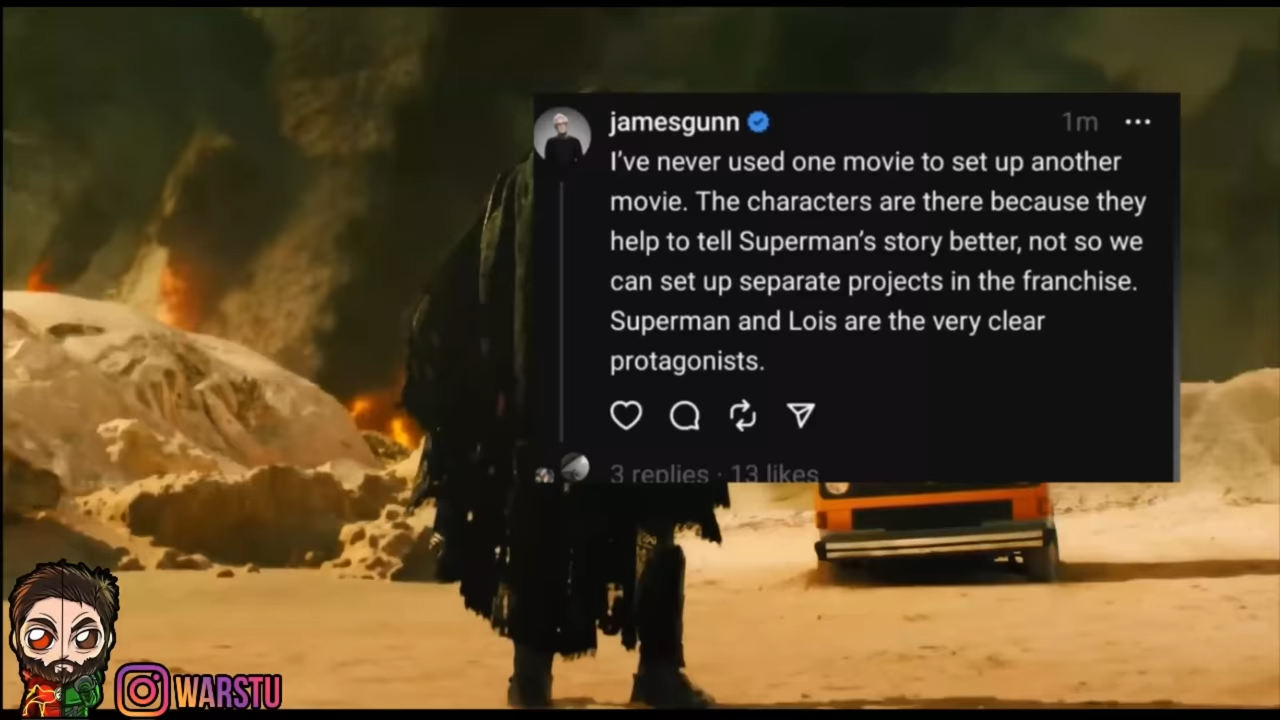 jamesgunn
1m
I've never used one movie to set up another
movie. The characters are there because they
help to tell Superman's story better, not so we
can set up separate projects in the franchise.
Superman and Lois are the very clear
protagonists.
3 replies · 13 likes
WARSTU